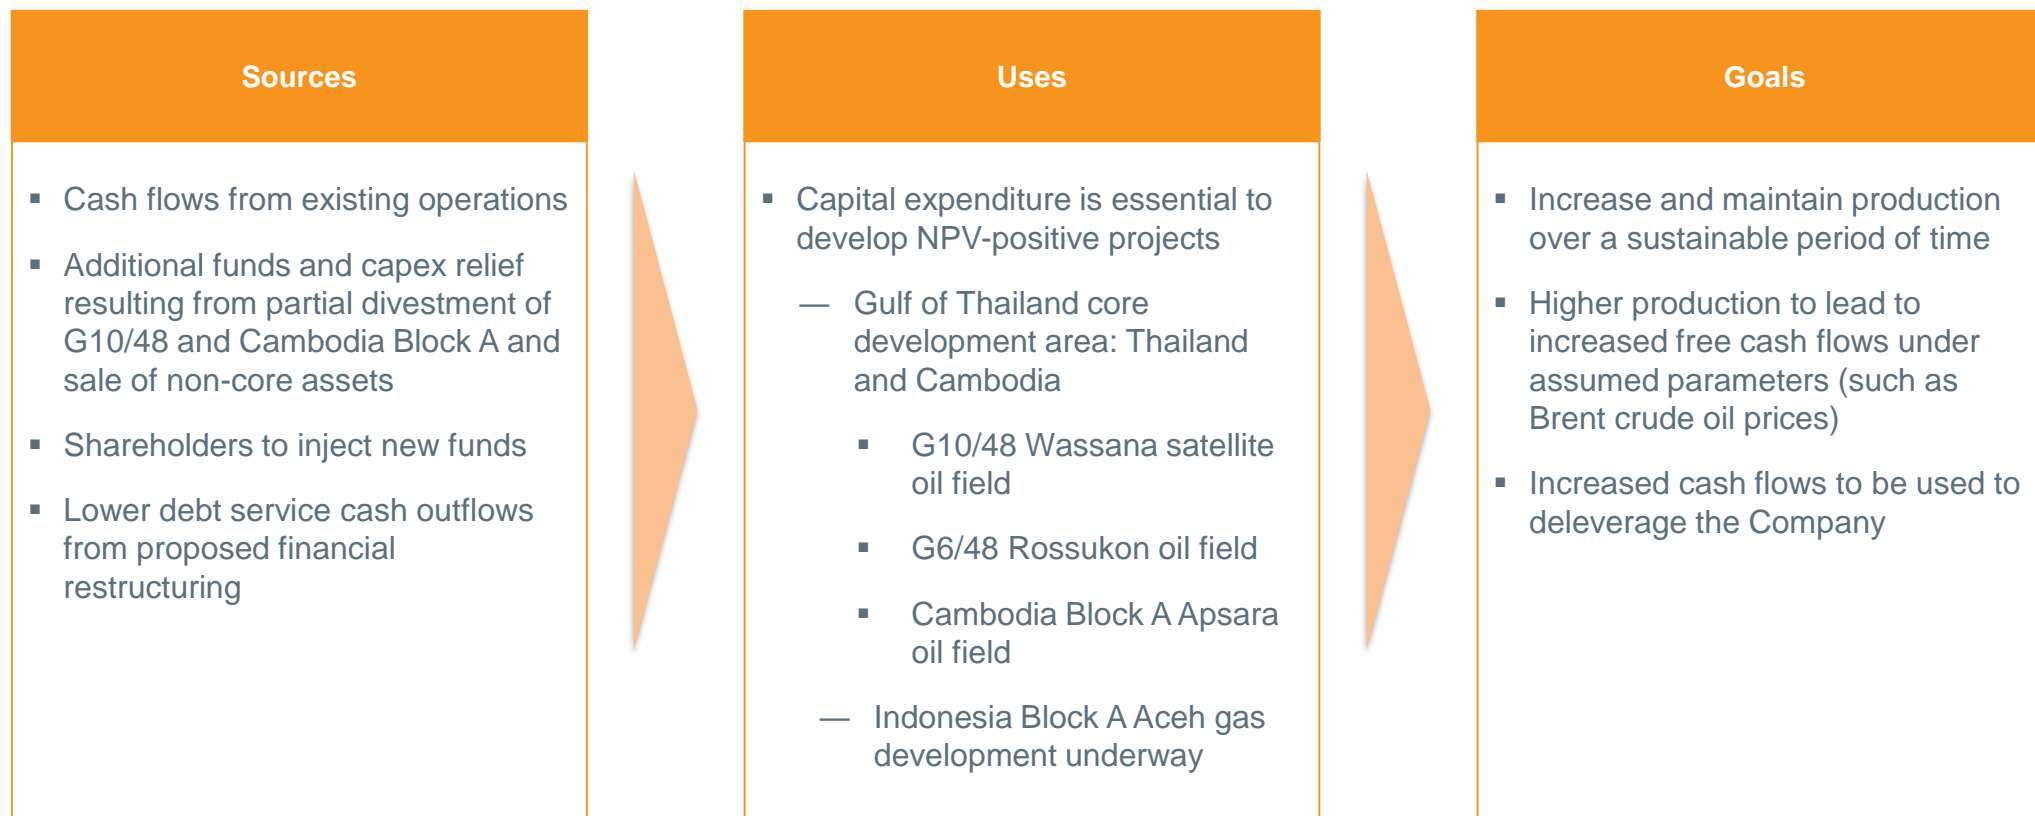 Sources
▪ Cash flows from existing operations
▪ Additional funds and capex relief
resulting from partial divestment of
G10/48 and Cambodia Block A and
sale of non-core assets
▪ Shareholders to inject new funds
▪ Lower debt service cash outflows
from proposed financial
restructuring
Uses
▪ Capital expenditure is essential to
develop NPV-positive projects
— Gulf of Thailand core
development area: Thailand
and Cambodia
▪ G10/48 Wassana satellite
oil field
▪ G6/48 Rossukon oil field
▪ Cambodia Block A Apsara
oil field
— Indonesia Block A Aceh gas
development underway
Goals
▪ Increase and maintain production
over a sustainable period of time
▪ Higher production to lead to
increased free cash flows under
assumed parameters (such as
Brent crude oil prices)
▪ Increased cash flows to be used to
deleverage the Company